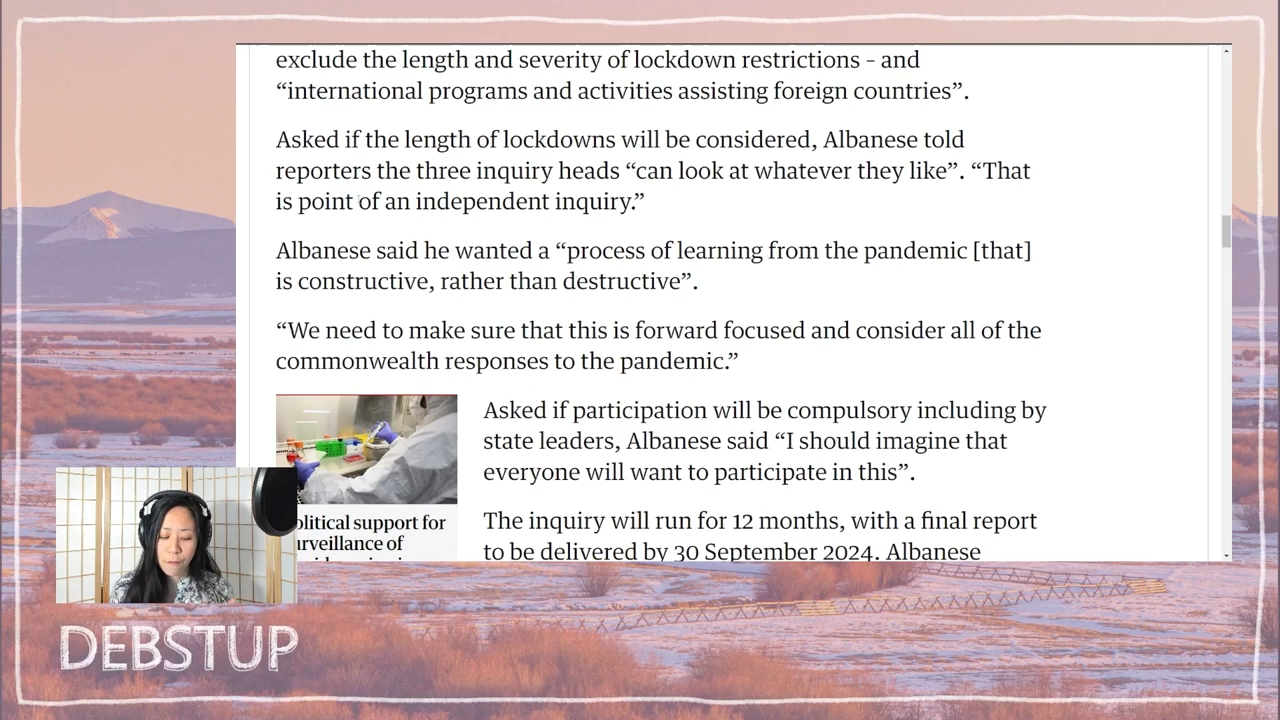 exclude the length and severity of lockdown restrictions – and
“international programs and activities assisting foreign countries”.
Asked if the length of lockdowns will be considered, Albanese told
reporters the three inquiry heads “can look at whatever they like”. “That
is point of an independent inquiry.”
Albanese said he wanted a “process of learning from the pandemic [that]
is constructive, rather than destructive”.
“We need to make sure that this is forward focused and consider all of the
commonwealth responses to the pandemic.”
Asked if participation will be compulsory including by
state leaders, Albanese said “I should imagine that
everyone will want to participate in this”.
olitical support for
urveillance of
The inquiry will run for 12 months, with a final report
to be delivered by 30 September 2024. Albanese
DEBSTUP